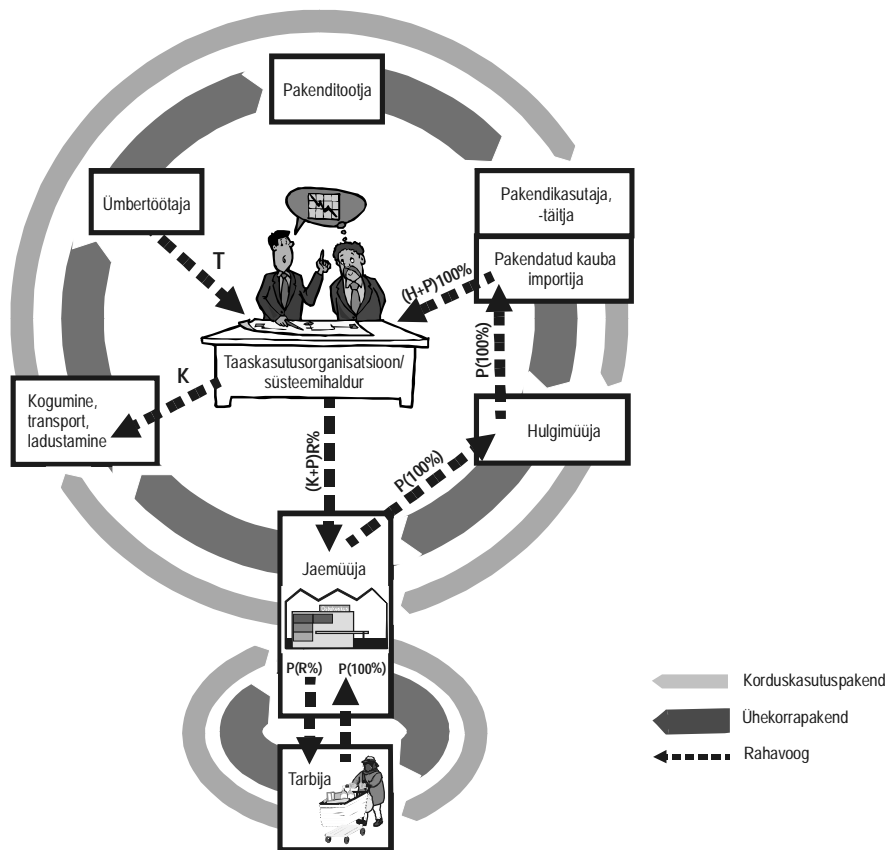 Pakenditootja
Ümbertöötaja
Pakendikasutaja,
-täitja
Pakendatud kauba
importija
T
(H+P)100%
P(100%)
Taaskasutusorganisatsioon/
süsteemihaldur
K
Kogumine,
transport,
ladustamine
(K+P)R%
P(100%)
Hulgimüüja
Jaemüüja
P(R%)
P(100%)
Tarbija
Korduskasutuspakend
Ühekorrapakend
Rahavoog